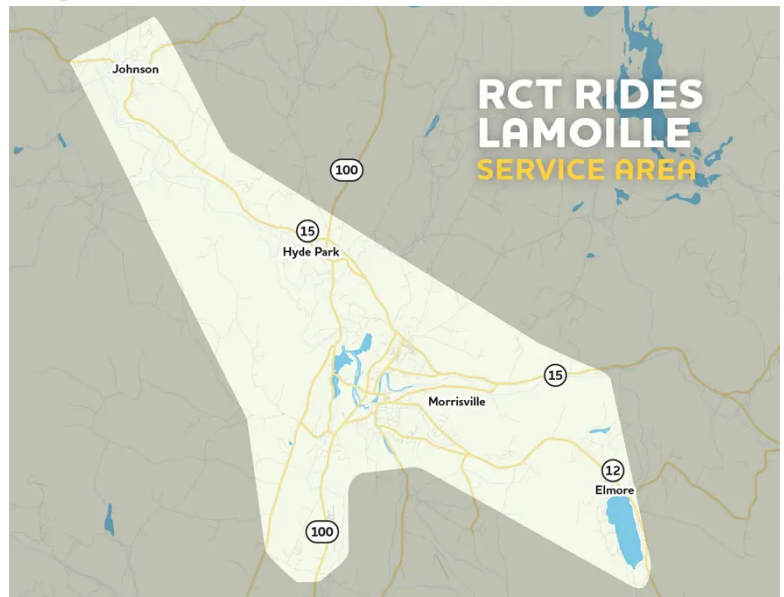 Johnson
RCT RIDES
LAMOILLE
SERVICE AREA
100
15
Hyde Park
15
Morrisville
12
Elmore
100